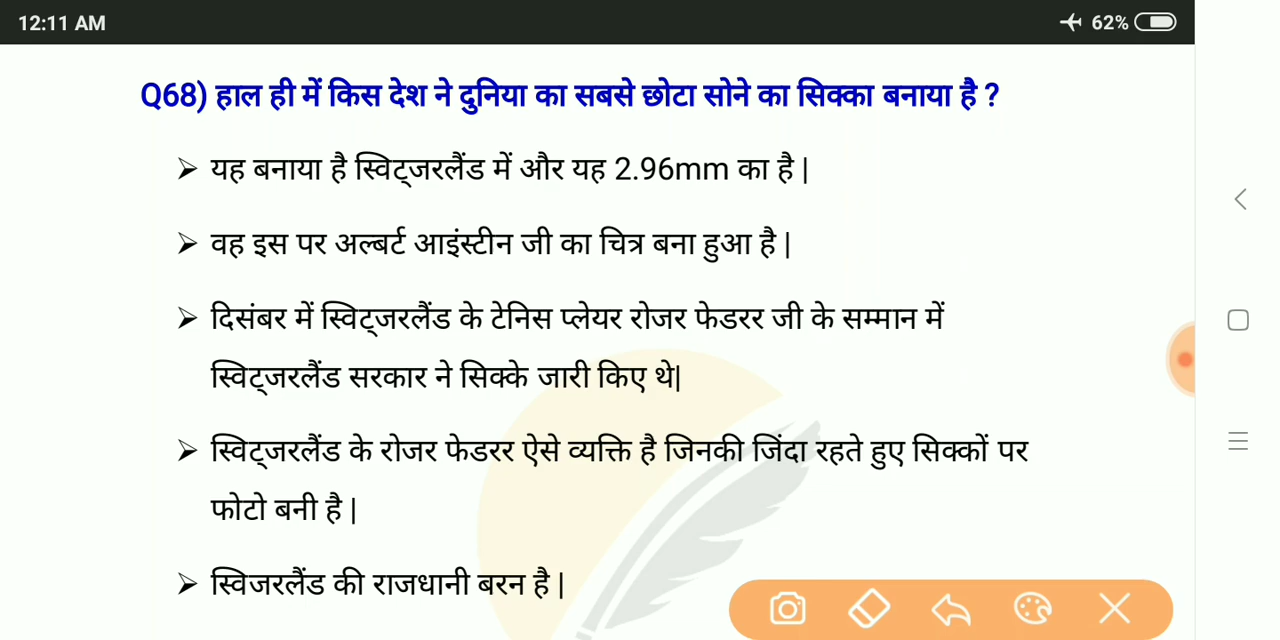 12:11 AM
62%
Q68) हाल ही में किस देश ने दुनिया का सबसे छोटा सोने का सिक्का बनाया है ?
➢ यह बनाया है स्विट्जरलैंड में और यह 2.96mm का है |
➢ वह इस पर अल्बर्ट आइंस्टीन जी का चित्र बना हुआ है |
➢ दिसंबर में स्विट्जरलैंड के टेनिस प्लेयर रोजर फेडरर जी के सम्मान में
स्विट्जरलैंड सरकार ने सिक्के जारी किए थे|
➢ स्विट्जरलैंड के रोजर फेडरर ऐसे व्यक्ति है जिनकी जिंदा रहते हुए सिक्कों पर
फोटो बनी है |
➢ स्विजरलैंड की राजधानी बरन है |